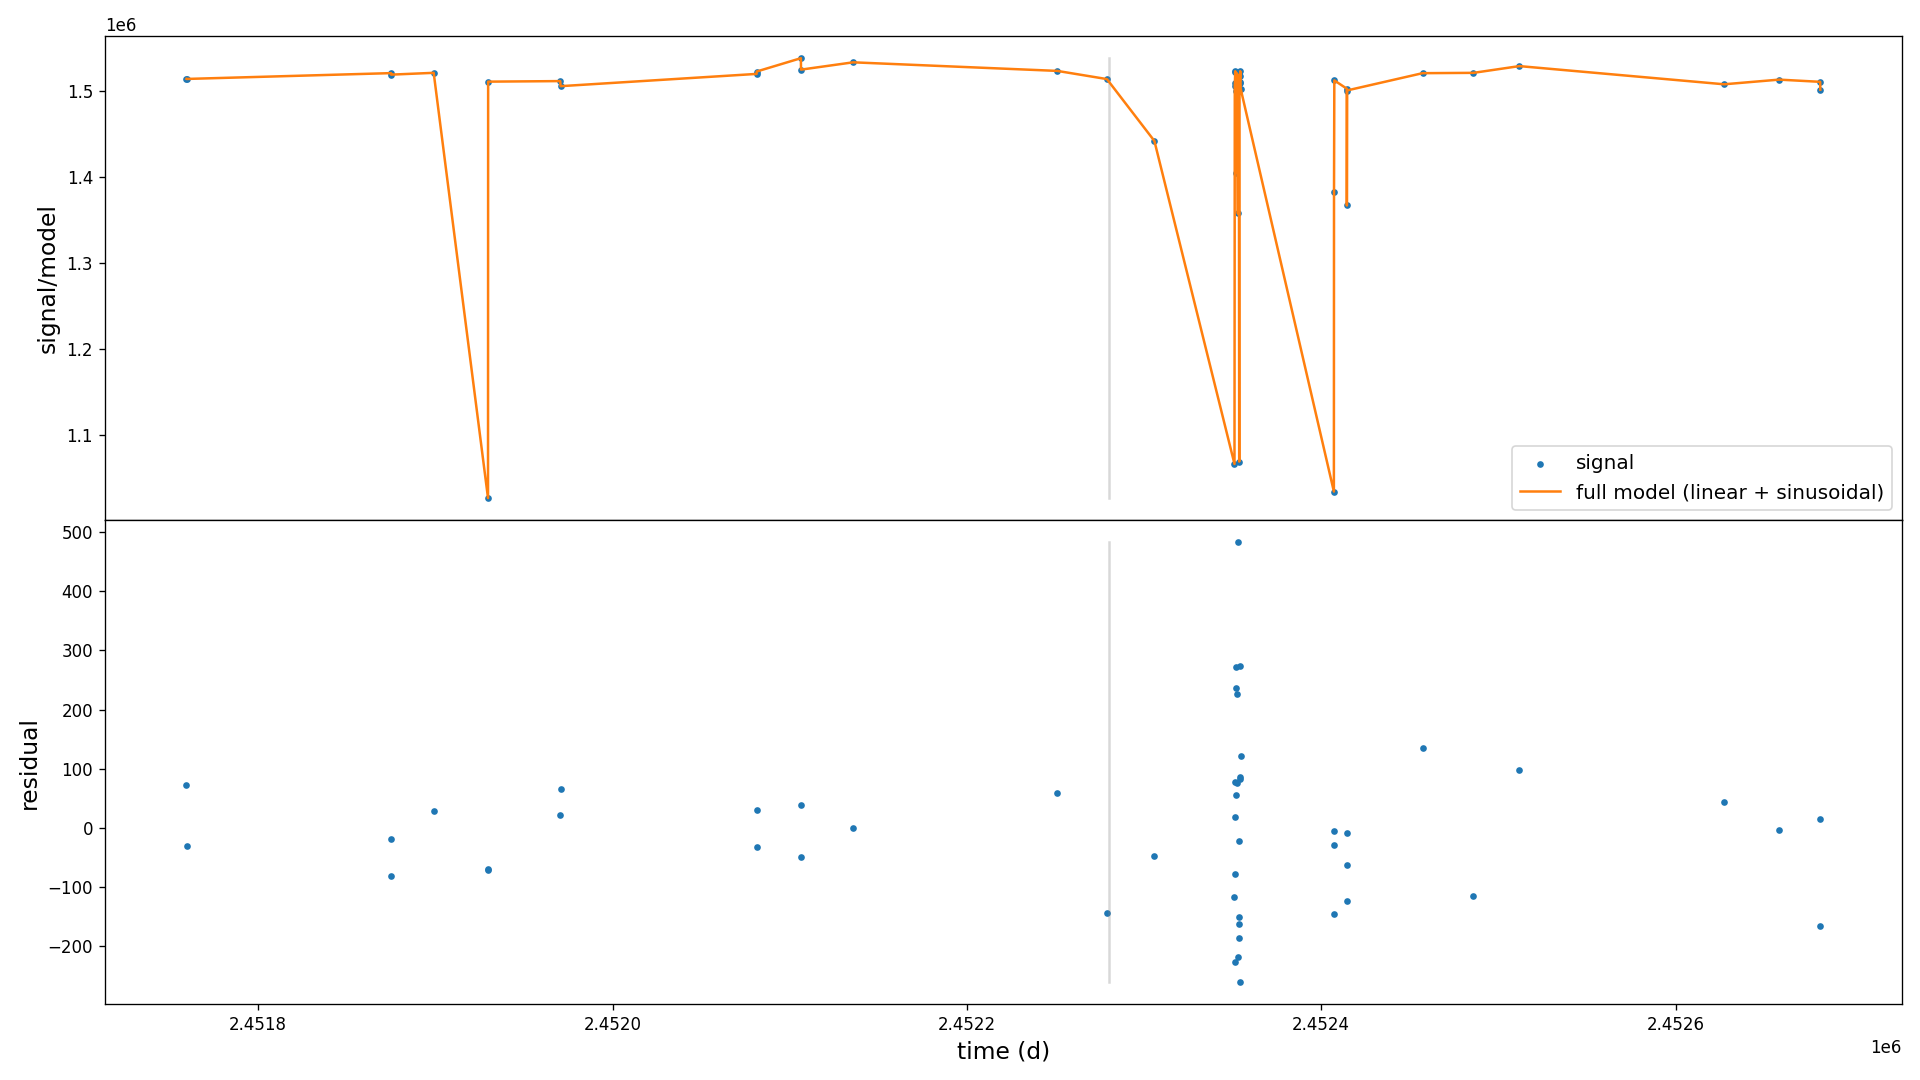 1e6
1.5
1.4
1.3
1.2
1.1
signal/model
signal
full model (linear + sinusoidal)
500
400
300
200
100
0
−100
−200
residual
2.4518
2.4520
2.4522
2.4524
2.4526
1e6
time (d)